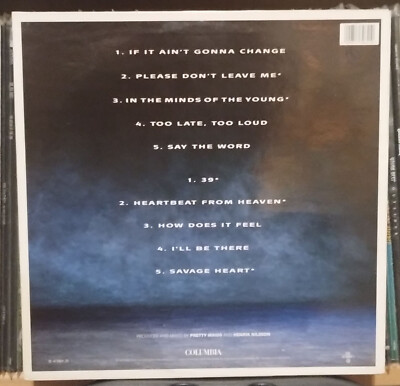 1. IF IT AIN'T GONNA CHANGE
2. PLEASE DON'T LEAVE ME*
3. IN THE MINDS OF THE YOUNG*
4. TOO LATE, TOO LOUD
5. SAY THE WORD
1. 39*
2. HEARTBEAT FROM HEAVEN*
3. HOW DOES IT FEEL
4. I'LL BE THERE
5. SAVAGE HEART*
COLUMBIA